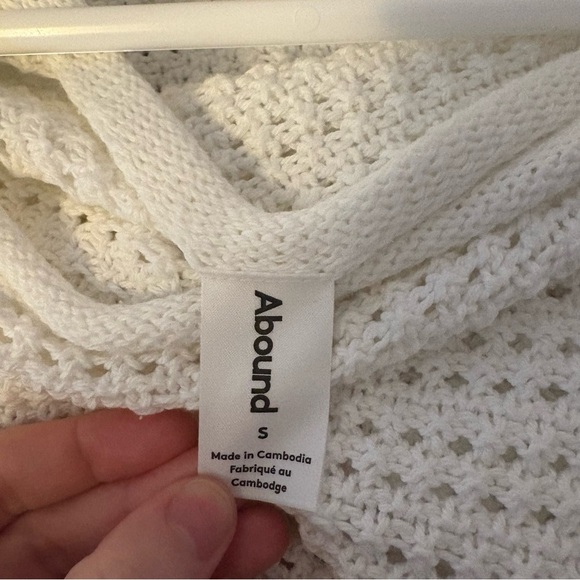 Abound
S
Made in Cambodia
Fabriqué au
Cambodge